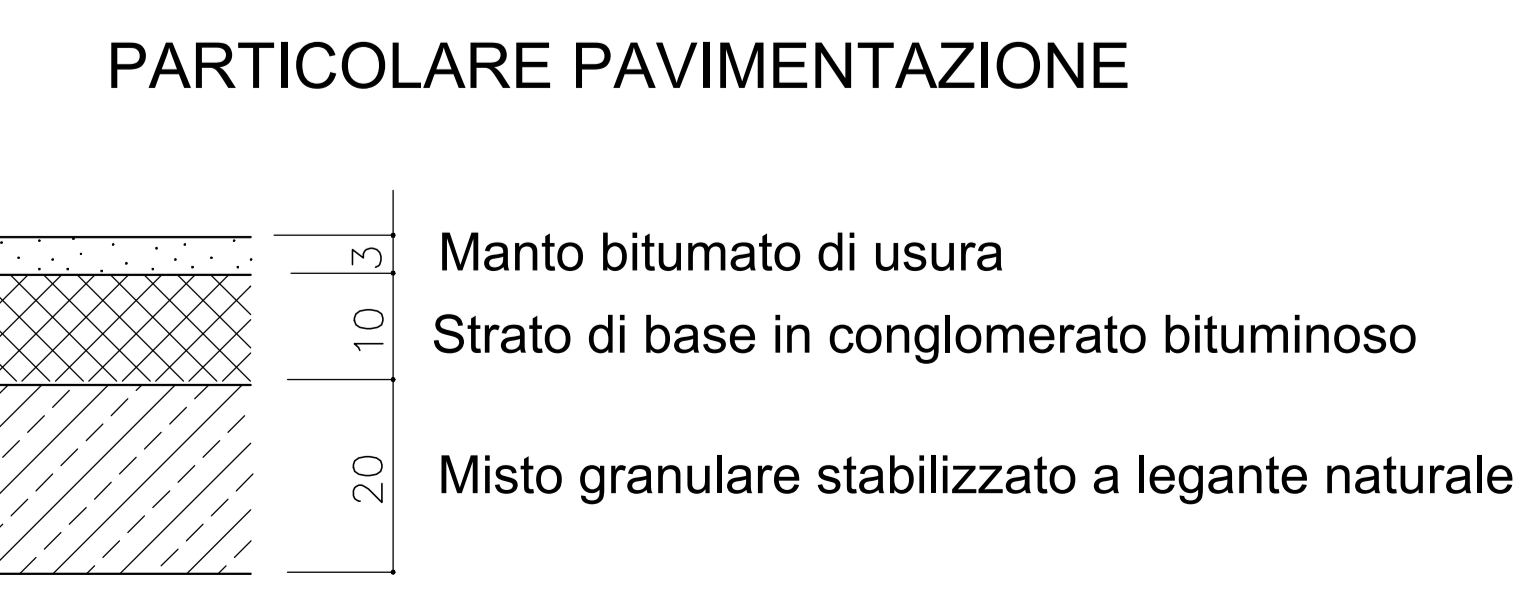 PARTICOLARE PAVIMENTAZIONE
3 Manto bitumato di usura
10 Strato di base in conglomerato bituminoso
20 Misto granulare stabilizzato a legante naturale